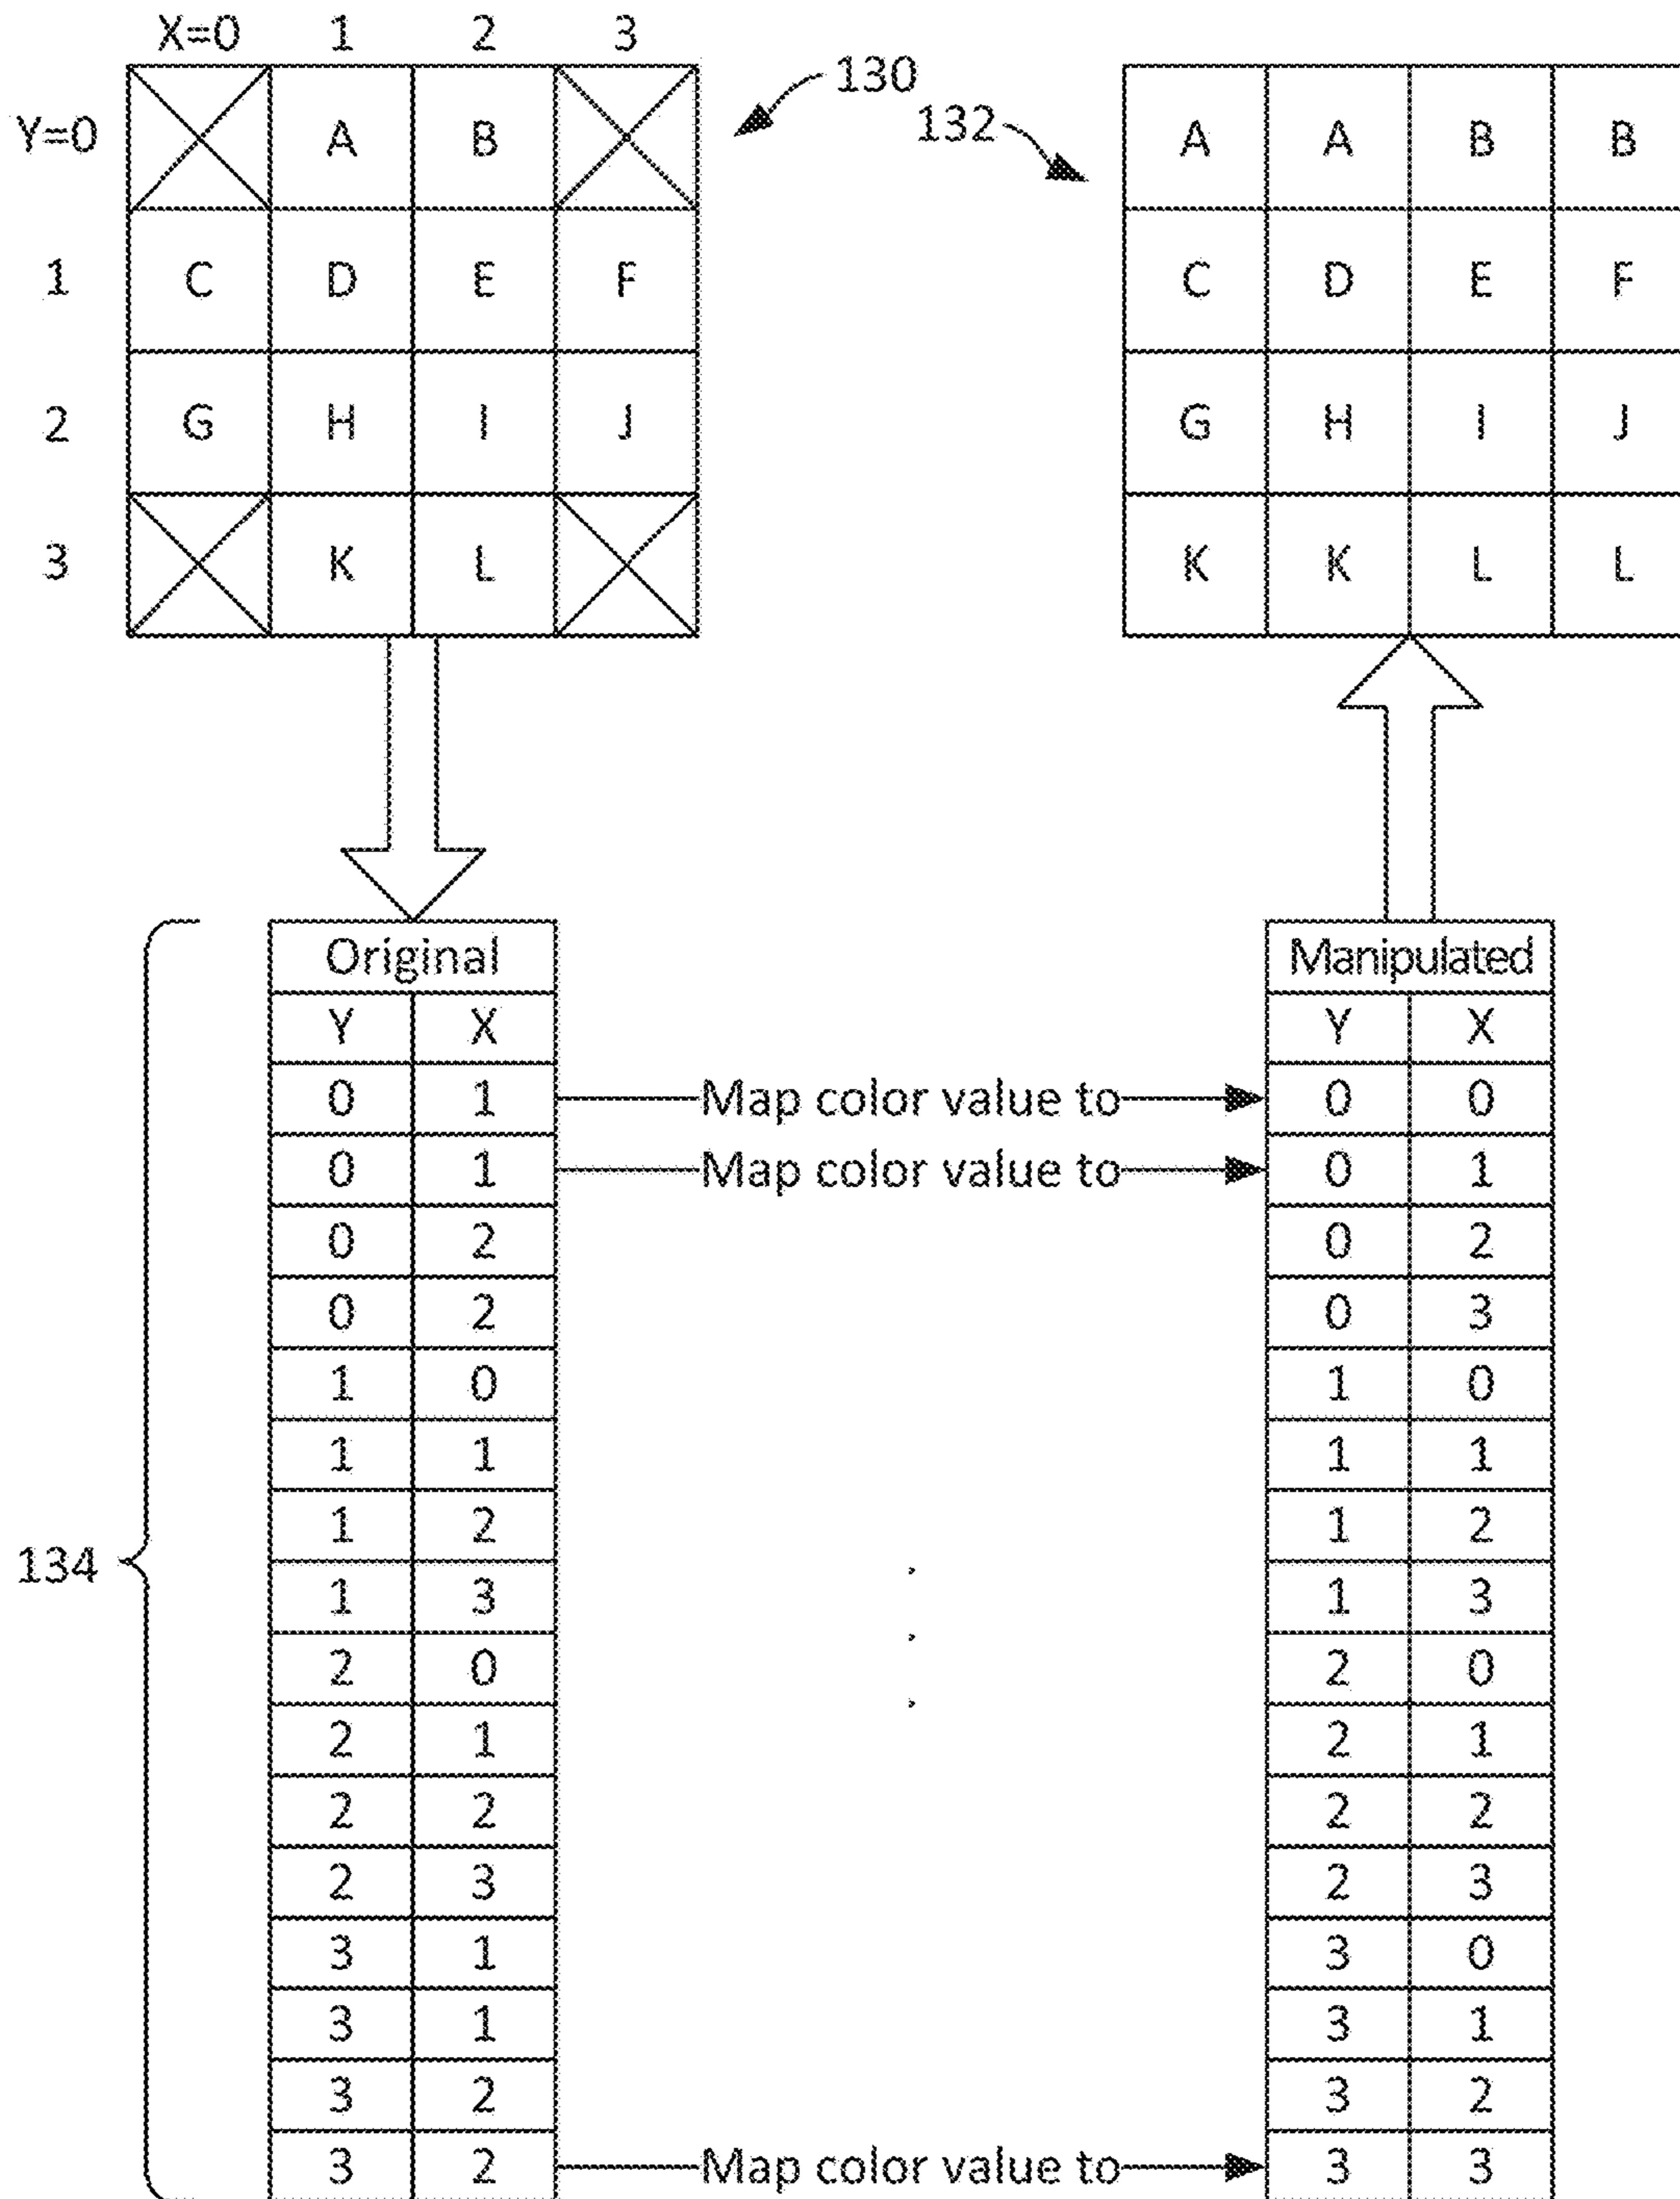 X=0 1 2 3
130
132
Y=0 A B A A B B
1 C D E F C D E F
2 G H I J G H I J
3 K L K K L L
Original Manipulated
Y X Y X
0 1 Map color value to 0 0
0 1 Map color value to 0 1
0 2 0 2
0 2 0 3
1 0 1 0
1 1 1 1
1 2 1 2
134
1 3 1 3
2 0 2 0
2 1 2 1
2 2 2 2
2 3 2 3
3 1 3 0
3 1 3 1
3 2 3 2
3 2 Map color value to 3 3